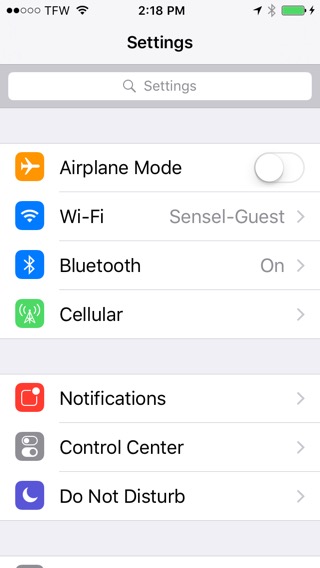 TFW 2:18 PM
Settings
Settings
Airplane Mode
Wi-Fi Sensel-Guest
Bluetooth On
Cellular
Notifications
Control Center
Do Not Disturb